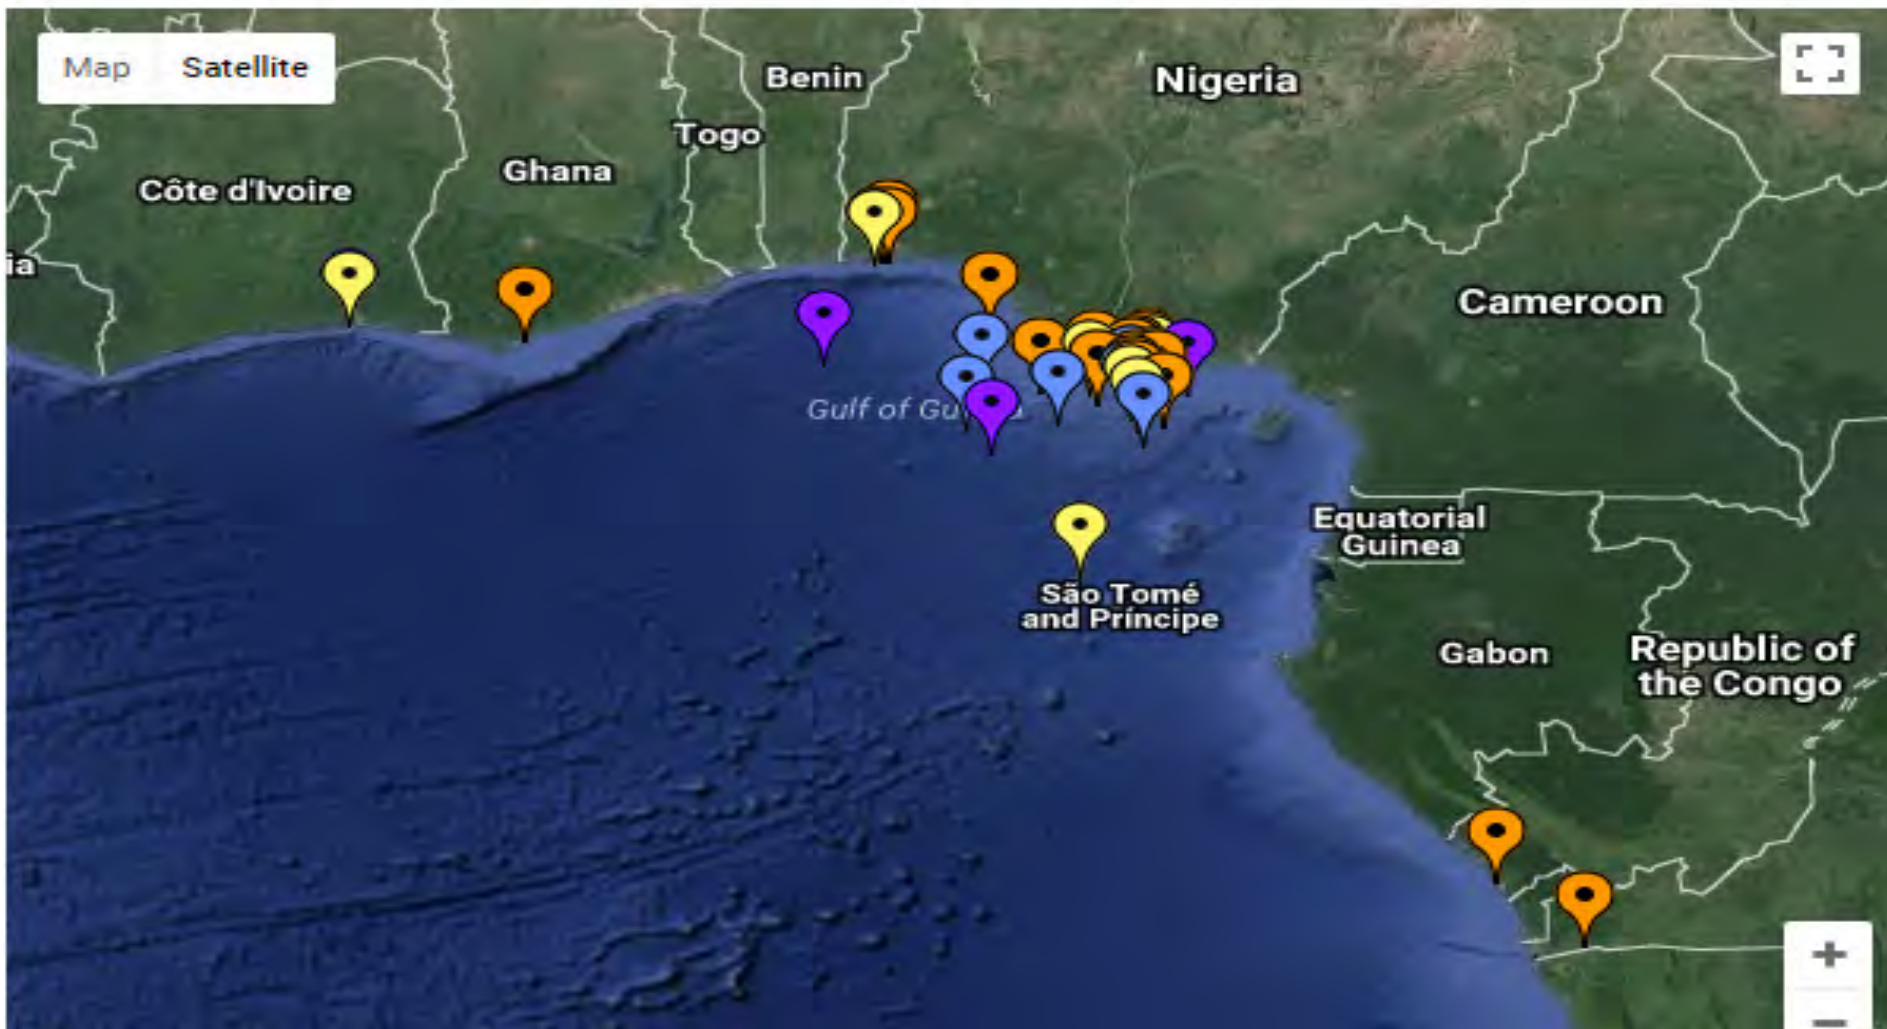 Map Satellite
Benin
Nigeria
Togo
Ghana
Côte d'Ivoire
ia
Cameroon
Gulf of Gu
Equatorial
Guinea
São Tomé
and Príncipe
Gabon
Republic of
the Congo
+
−